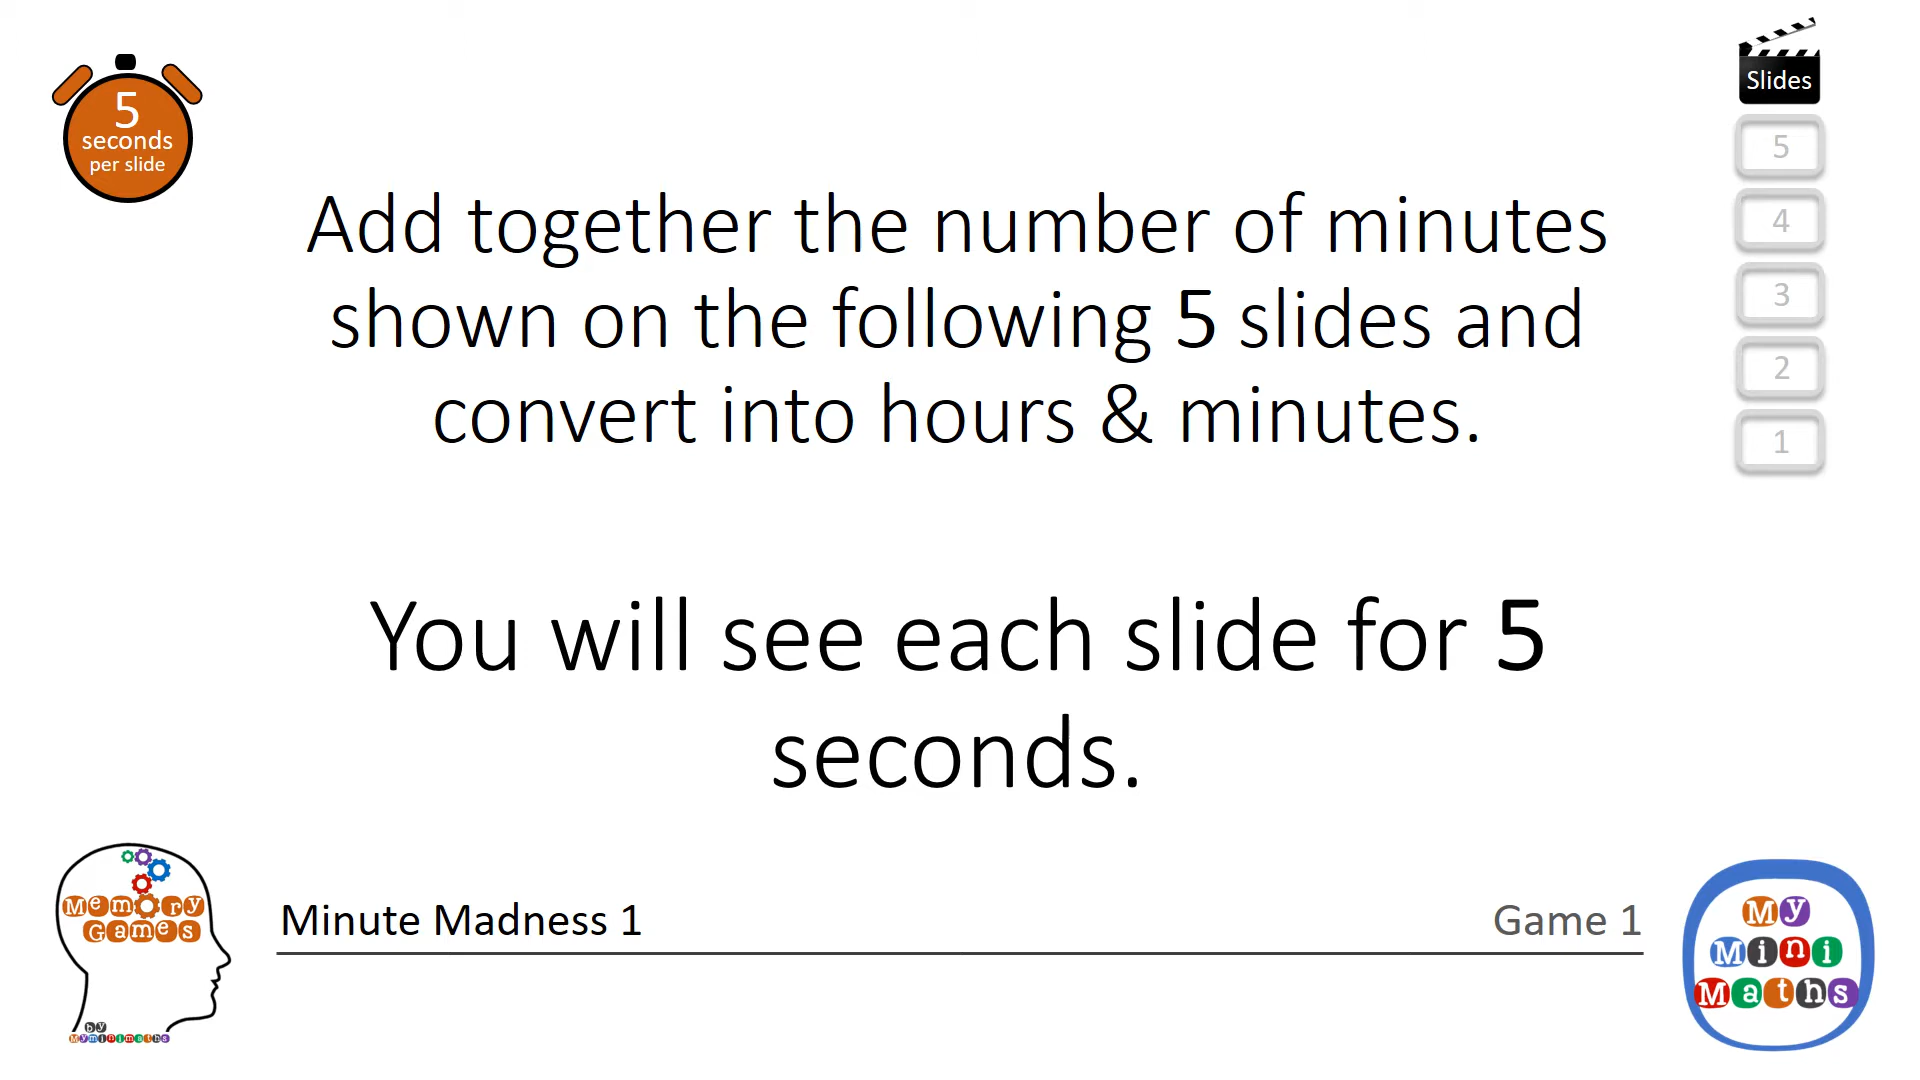 5
seconds
per slide
Slides
5
4
3
2
1
Add together the number of minutes
shown on the following 5 slides and
convert into hours & minutes.
You will see each slide for 5
seconds.
Memory
Games
by
Myminimaths
Minute Madness 1
Game 1
My
Mini
Maths